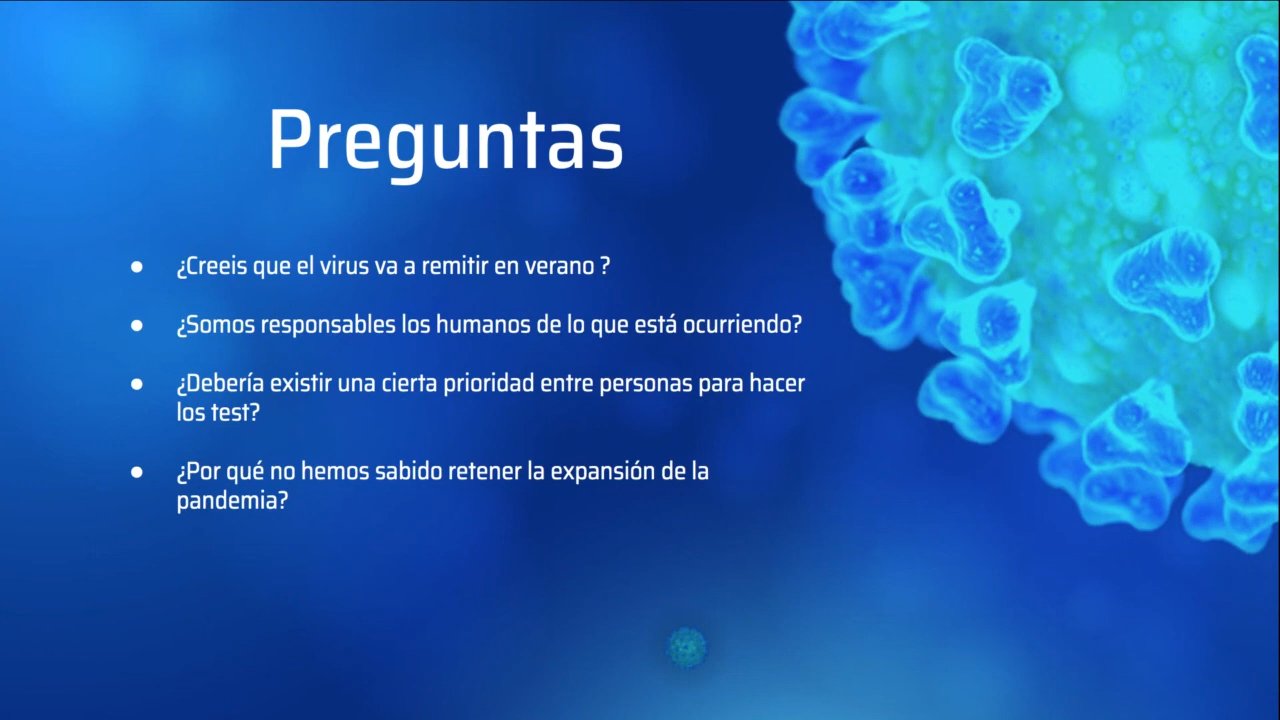 Preguntas
● ¿Creeis que el virus va a remitir en verano ?
● ¿Somos responsables los humanos de lo que está ocurriendo?
● ¿Debería existir una cierta prioridad entre personas para hacer
los test?
● ¿Por qué no hemos sabido retener la expansión de la
pandemia?